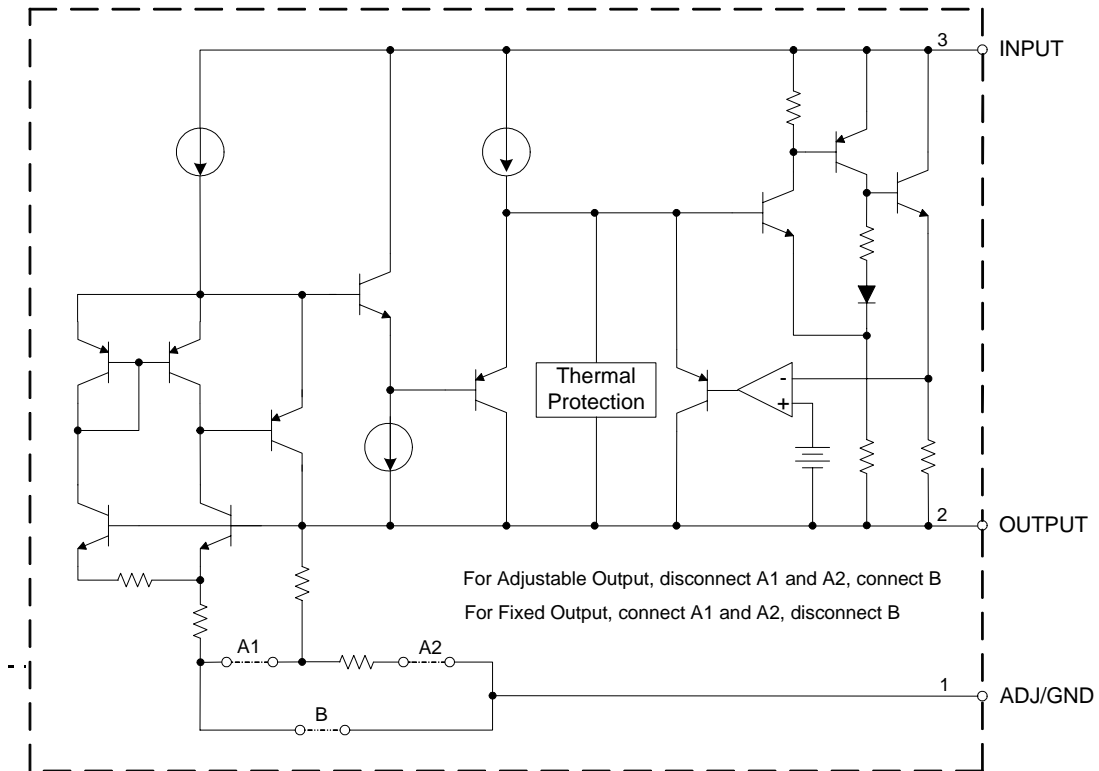 3
INPUT
Thermal
Protection
-
+
2
OUTPUT
For Adjustable Output, disconnect A1 and A2, connect B
For Fixed Output, connect A1 and A2, disconnect B
A1
A2
1
ADJ/GND
B